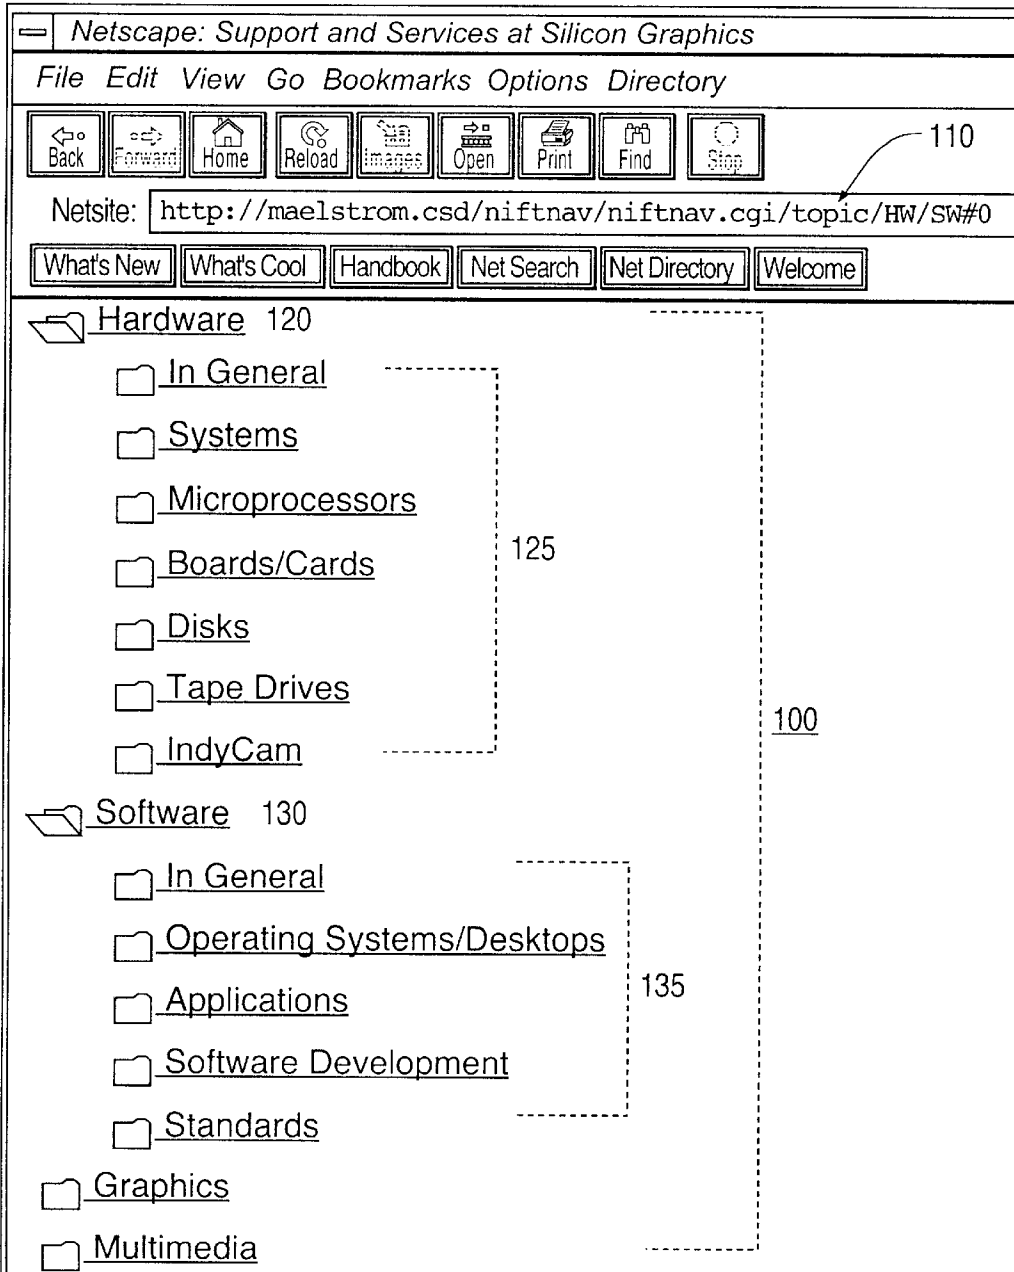 Netscape: Support and Services at Silicon Graphics
File Edit View Go Bookmarks Options Directory
Back Forward Home Reload Images Open Print Find Stop 110
Netsite: http://maelstrom.csd/niftnav/niftnav.cgi/topic/HW/SW#0
What's New What's Cool Handbook Net Search Net Directory Welcome
Hardware 120
In General
Systems
Microprocessors
125
Boards/Cards
Disks
Tape Drives
100
IndyCam
Software 130
In General
Operating Systems/Desktops
135
Applications
Software Development
Standards
Graphics
Multimedia